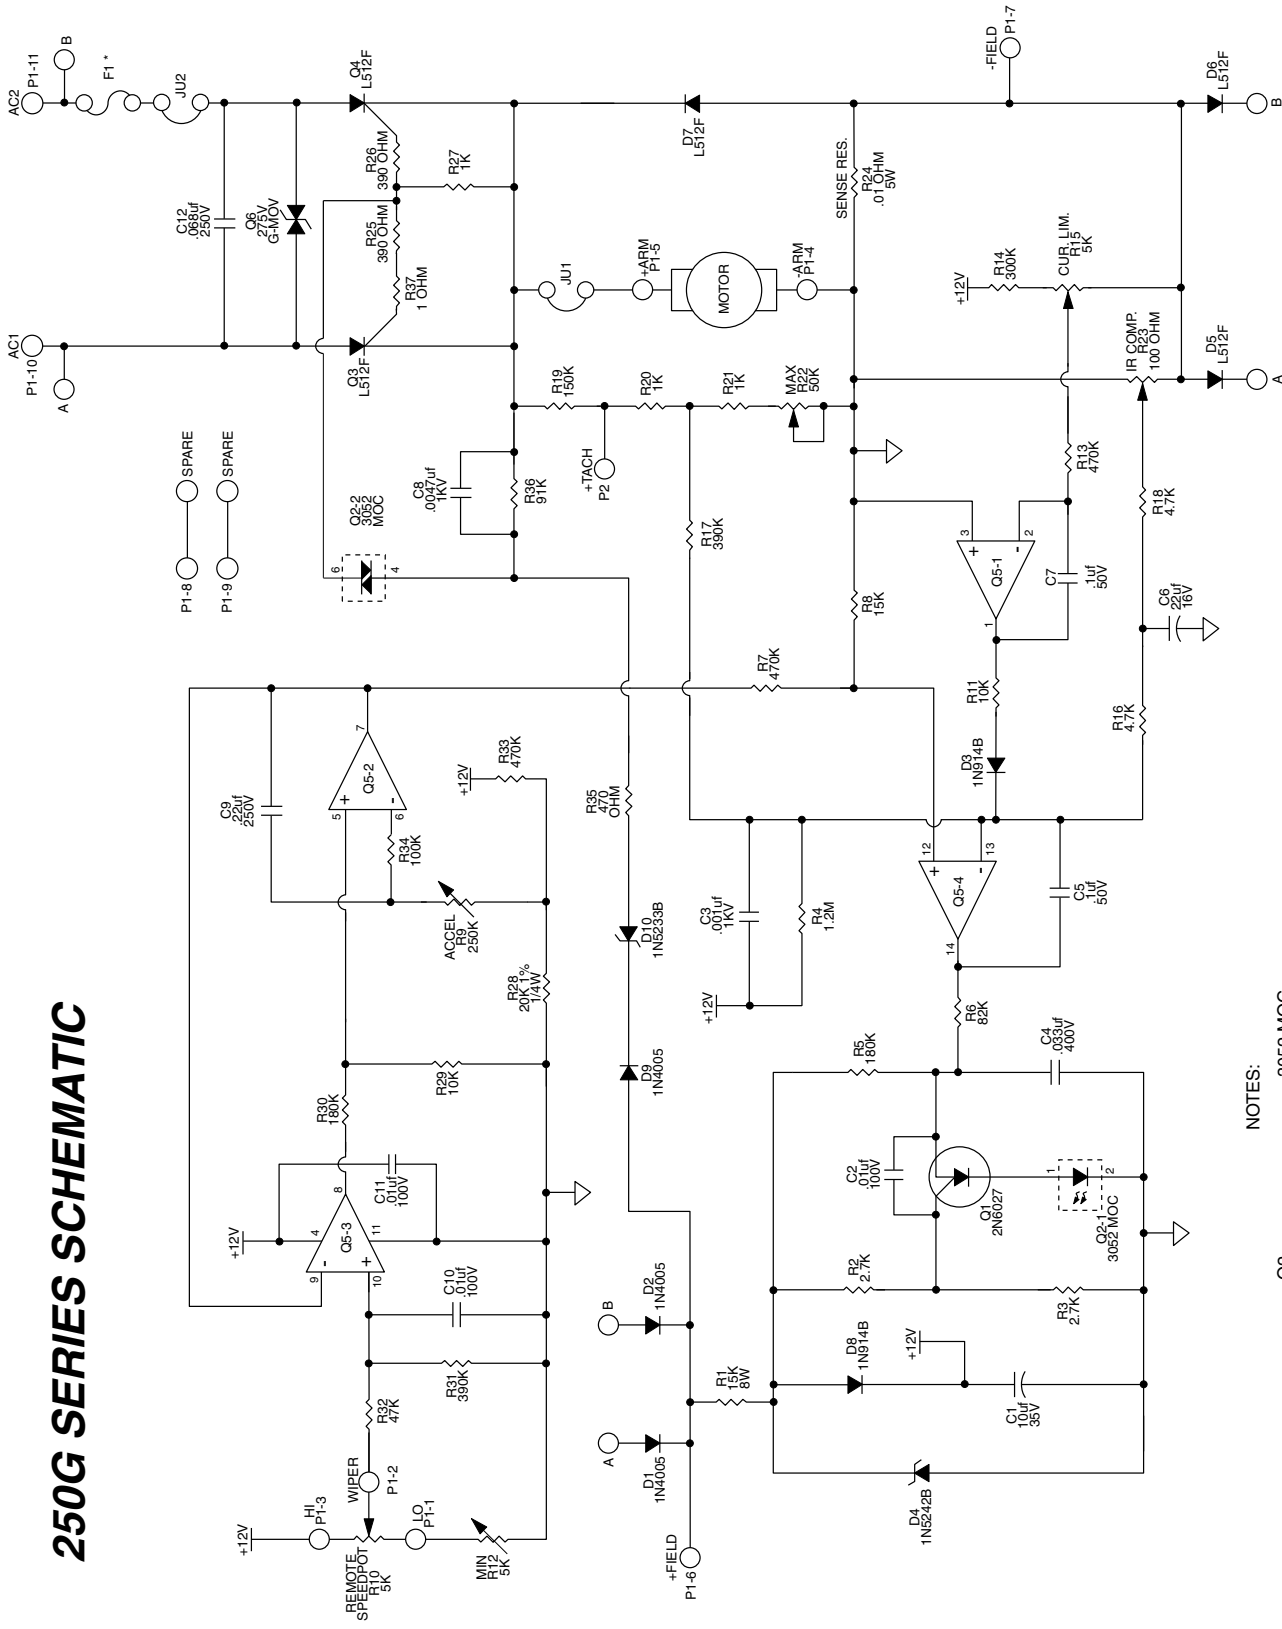 250G SERIES SCHEMATIC
AC1
P1-10
A
AC2
P1-11
B
F1 *
JU2
C12
.068uf
250V
Q6
275V
G-MOV
Q3
L512F
Q4
L512F
R37
1 OHM
R25
390 OHM
R26
390 OHM
R27
1K
P1-8
SPARE
P1-9
SPARE
Q2-2
3052
MOC
6
4
C8
.0047uf
1KV
R36
91K
R19
150K
+TACH
P2
R20
1K
R21
1K
MAX
R22
50K
JU1
+ARM
P1-5
MOTOR
-ARM
P1-4
D7
L512F
SENSE RES.
R24
.01 OHM
5W
-FIELD
P1-7
+12V
R14
300K
CUR. LIM.
R15
5K
IR COMP.
R23
100 OHM
D5
L512F
A
D6
L512F
B
R17
390K
R8
15K
R7
470K
3
+
2
-
Q5-1
1
C7
.1uf
50V
R13
470K
R18
4.7K
C6
22uf
16V
R16
4.7K
R11
10K
D3
1N914B
12
+
13
-
Q5-4
14
C5
.1uf
50V
+12V
C3
.001uf
1KV
R4
1.2M
R6
82K
R5
180K
C4
.033uf
400V
C2
.01uf
100V
Q1
2N6027
Q2-1
3052 MOC
1
2
R2
2.7K
R3
2.7K
D8
1N914B
+12V
C1
10uf
35V
D4
1N5242B
R1
15K
8W
A
D1
1N4005
B
D2
1N4005
+FIELD
P1-6
D9
1N4005
D10
1N5233B
R35
470
OHM
C9
.22uf
250V
5
+
6
-
Q5-2
7
R34
100K
ACCEL
R9
250K
+12V
R33
470K
R28
20K 1%
1/4W
R29
10K
R30
180K
C11
.01uf
100V
+12V
4
8
9
-
10
+
11
Q5-3
C10
.01uf
100V
R31
390K
R32
47K
WIPER
P1-2
+12V
HI
P1-3
REMOTE
SPEEDPOT
R10
5K
LO
P1-1
MIN
R12
5K
NOTES: